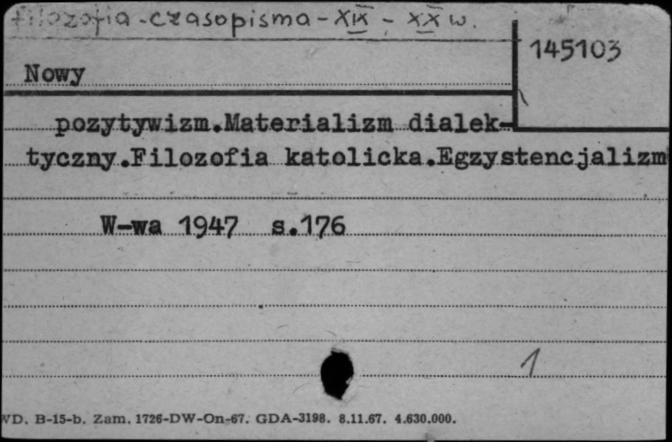 filozofia - czasopisma - XIX - XX w.
145103
Nowy
pozytywizm.Materializm dialek-
tyczny.Filozofia katolicka.Egzystencjalizm
W-wa 1947 s.176
1
WD. B-15-b. Zam. 1726-DW-On-67. GDA-3198. 8.11.67. 4.630.000.